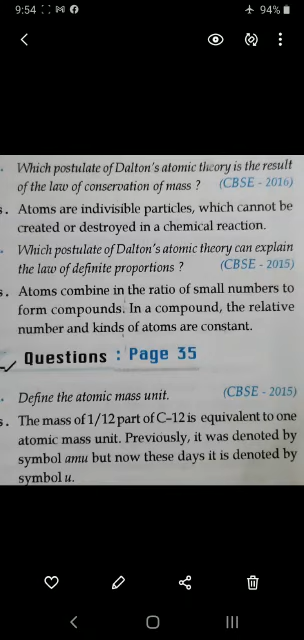 9:54
94%
Which postulate of Dalton's atomic theory is the result
of the law of conservation of mass ? (CBSE - 2016)
s. Atoms are indivisible particles, which cannot be
created or destroyed in a chemical reaction.
Which postulate of Dalton's atomic theory can explain
the law of definite proportions ? (CBSE - 2015)
s. Atoms combine in the ratio of small numbers to
form compounds. In a compound, the relative
number and kinds of atoms are constant.
Questions : Page 35
Define the atomic mass unit. (CBSE - 2015)
s. The mass of 1/12 part of C–12 is equivalent to one
atomic mass unit. Previously, it was denoted by
symbol amu but now these days it is denoted by
symbol u.